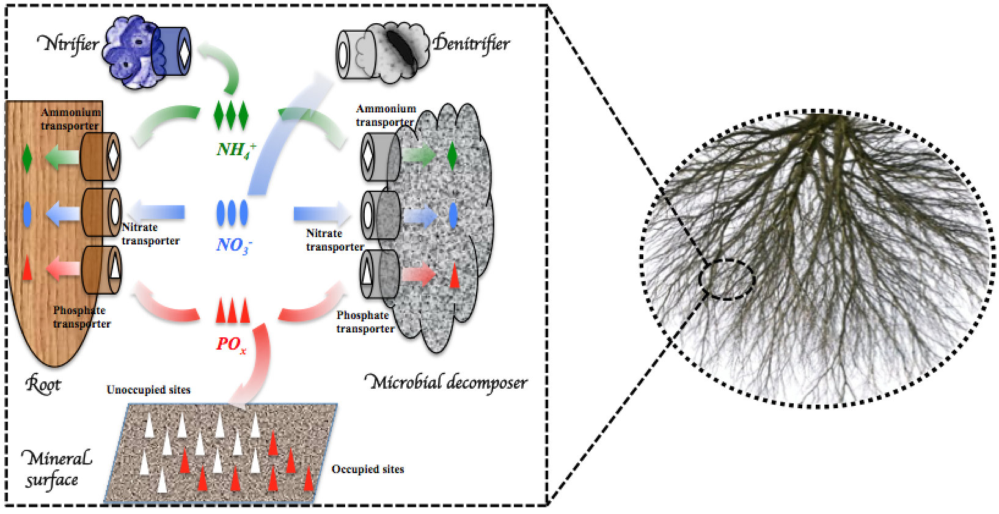 Ntrifier
Denitrifier
Ammonium
transporter
Ammonium
transporter
NH₄⁺
Nitrate
transporter
NO₃⁻
Nitrate
transporter
Phosphate
transporter
POₓ
Phosphate
transporter
Root
Microbial decomposer
Unoccupied sites
Mineral
surface
Occupied sites